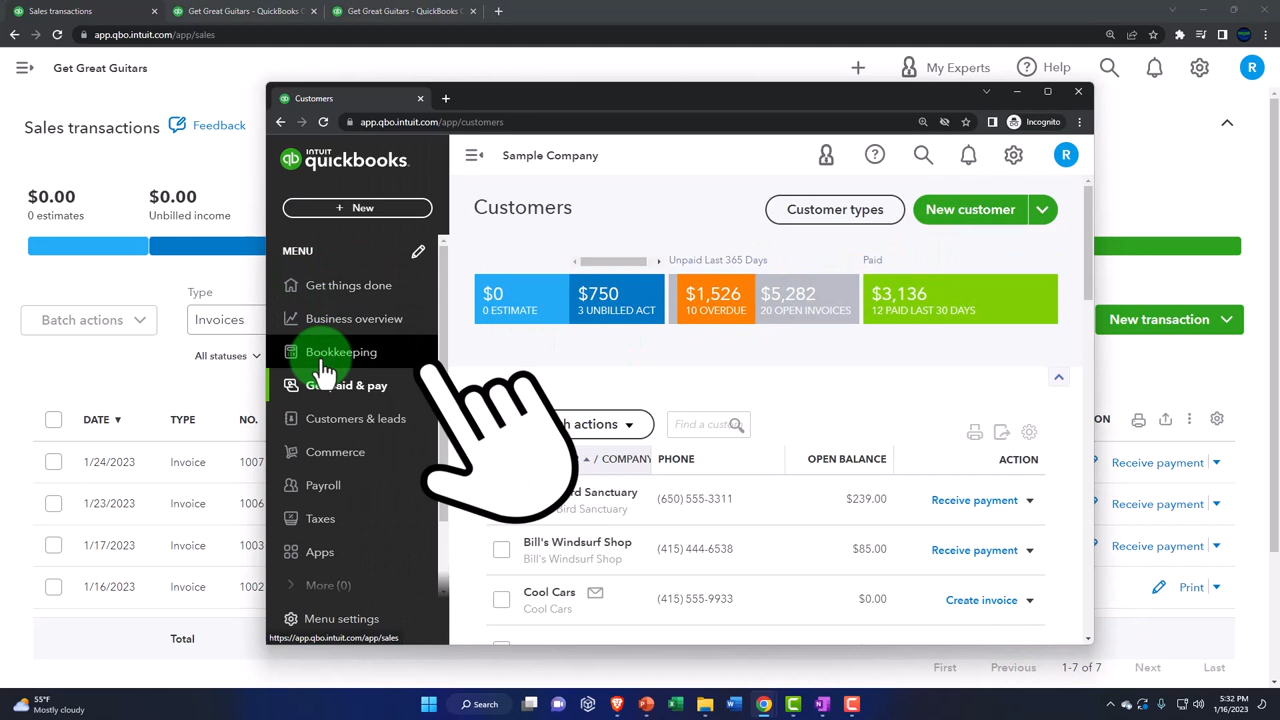 Sales transactions
Get Great Guitars - QuickBooks C
Get Great Guitars - QuickBooks C
app.qbo.intuit.com/app/sales
Get Great Guitars
My Experts
Help
R
Sales transactions
Feedback
$0.00
0 estimates
$0.00
Unbilled income
Batch actions
Type
Invoices
All statuses
New transaction
DATE
TYPE
NO.
ON
1/24/2023 Invoice 1007 Receive payment
1/23/2023 Invoice 1006 Receive payment
1/17/2023 Invoice 1003 Receive payment
1/16/2023 Invoice 1002 Print
Total
First Previous 1-7 of 7 Next Last
Customers
app.qbo.intuit.com/app/customers
Incognito
INTUIT
quickbooks.
+ New
MENU
Get things done
Business overview
Bookkeeping
aid & pay
Customers & leads
Commerce
Payroll
Taxes
Apps
More (0)
Menu settings
https://app.qbo.intuit.com/app/sales
Sample Company
R
Customers
Customer types
New customer
Unpaid Last 365 Days
Paid
$0
0 ESTIMATE
$750
3 UNBILLED ACT
$1,526
10 OVERDUE
$5,282
20 OPEN INVOICES
$3,136
12 PAID LAST 30 DAYS
actions
Find a custo
/ COMPANY PHONE OPEN BALANCE ACTION
rd Sanctuary (650) 555-3311 $239.00 Receive payment
Bird Sanctuary
Bill's Windsurf Shop (415) 444-6538 $85.00 Receive payment
Bill's Windsurf Shop
Cool Cars (415) 555-9933 $0.00 Create invoice
Cool Cars
55°F
Mostly cloudy
Search
5:32 PM
1/16/2023